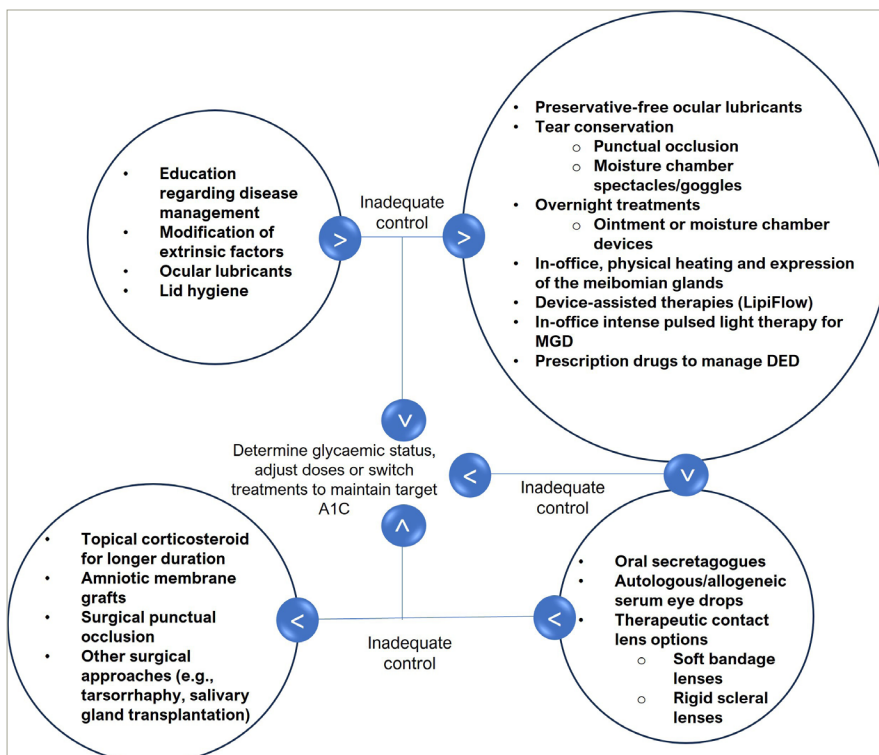 • Education
regarding disease
management
• Modification of
extrinsic factors
• Ocular lubricants
• Lid hygiene
>
Inadequate
control
>
• Preservative-free ocular lubricants
• Tear conservation
o Punctual occlusion
o Moisture chamber
spectacles/goggles
• Overnight treatments
o Ointment or moisture chamber
devices
• In-office, physical heating and expression
of the meibomian glands
• Device-assisted therapies (LipiFlow)
• In-office intense pulsed light therapy for
MGD
• Prescription drugs to manage DED
>
>
Determine glycaemic status,
adjust doses or switch
treatments to maintain target
A1C
<
Inadequate
control
<
• Oral secretagogues
• Autologous/allogeneic
serum eye drops
• Therapeutic contact
lens options
o Soft bandage
lenses
o Rigid scleral
lenses
<
Inadequate
control
<
• Topical corticosteroid
for longer duration
• Amniotic membrane
grafts
• Surgical punctual
occlusion
• Other surgical
approaches (e.g.,
tarsorrhaphy, salivary
gland transplantation)